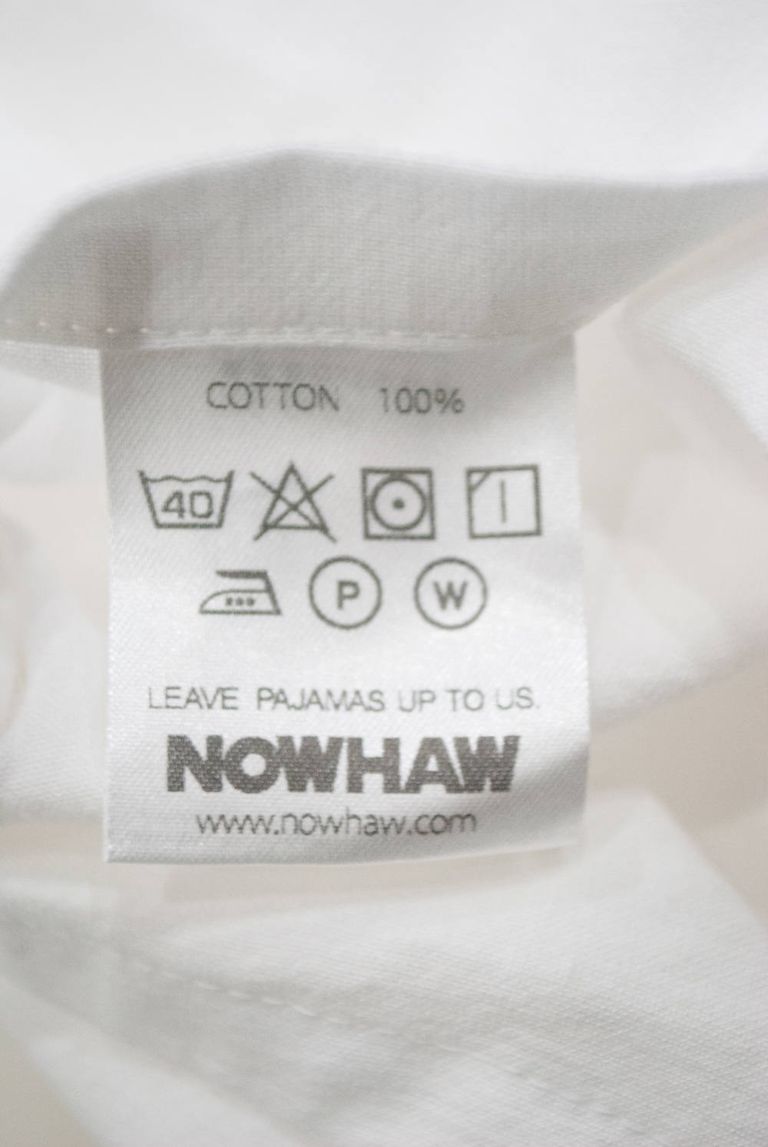 COTTON 100%
40
P W
LEAVE PAJAMAS UP TO US.
NOWHAW
www.nowhaw.com